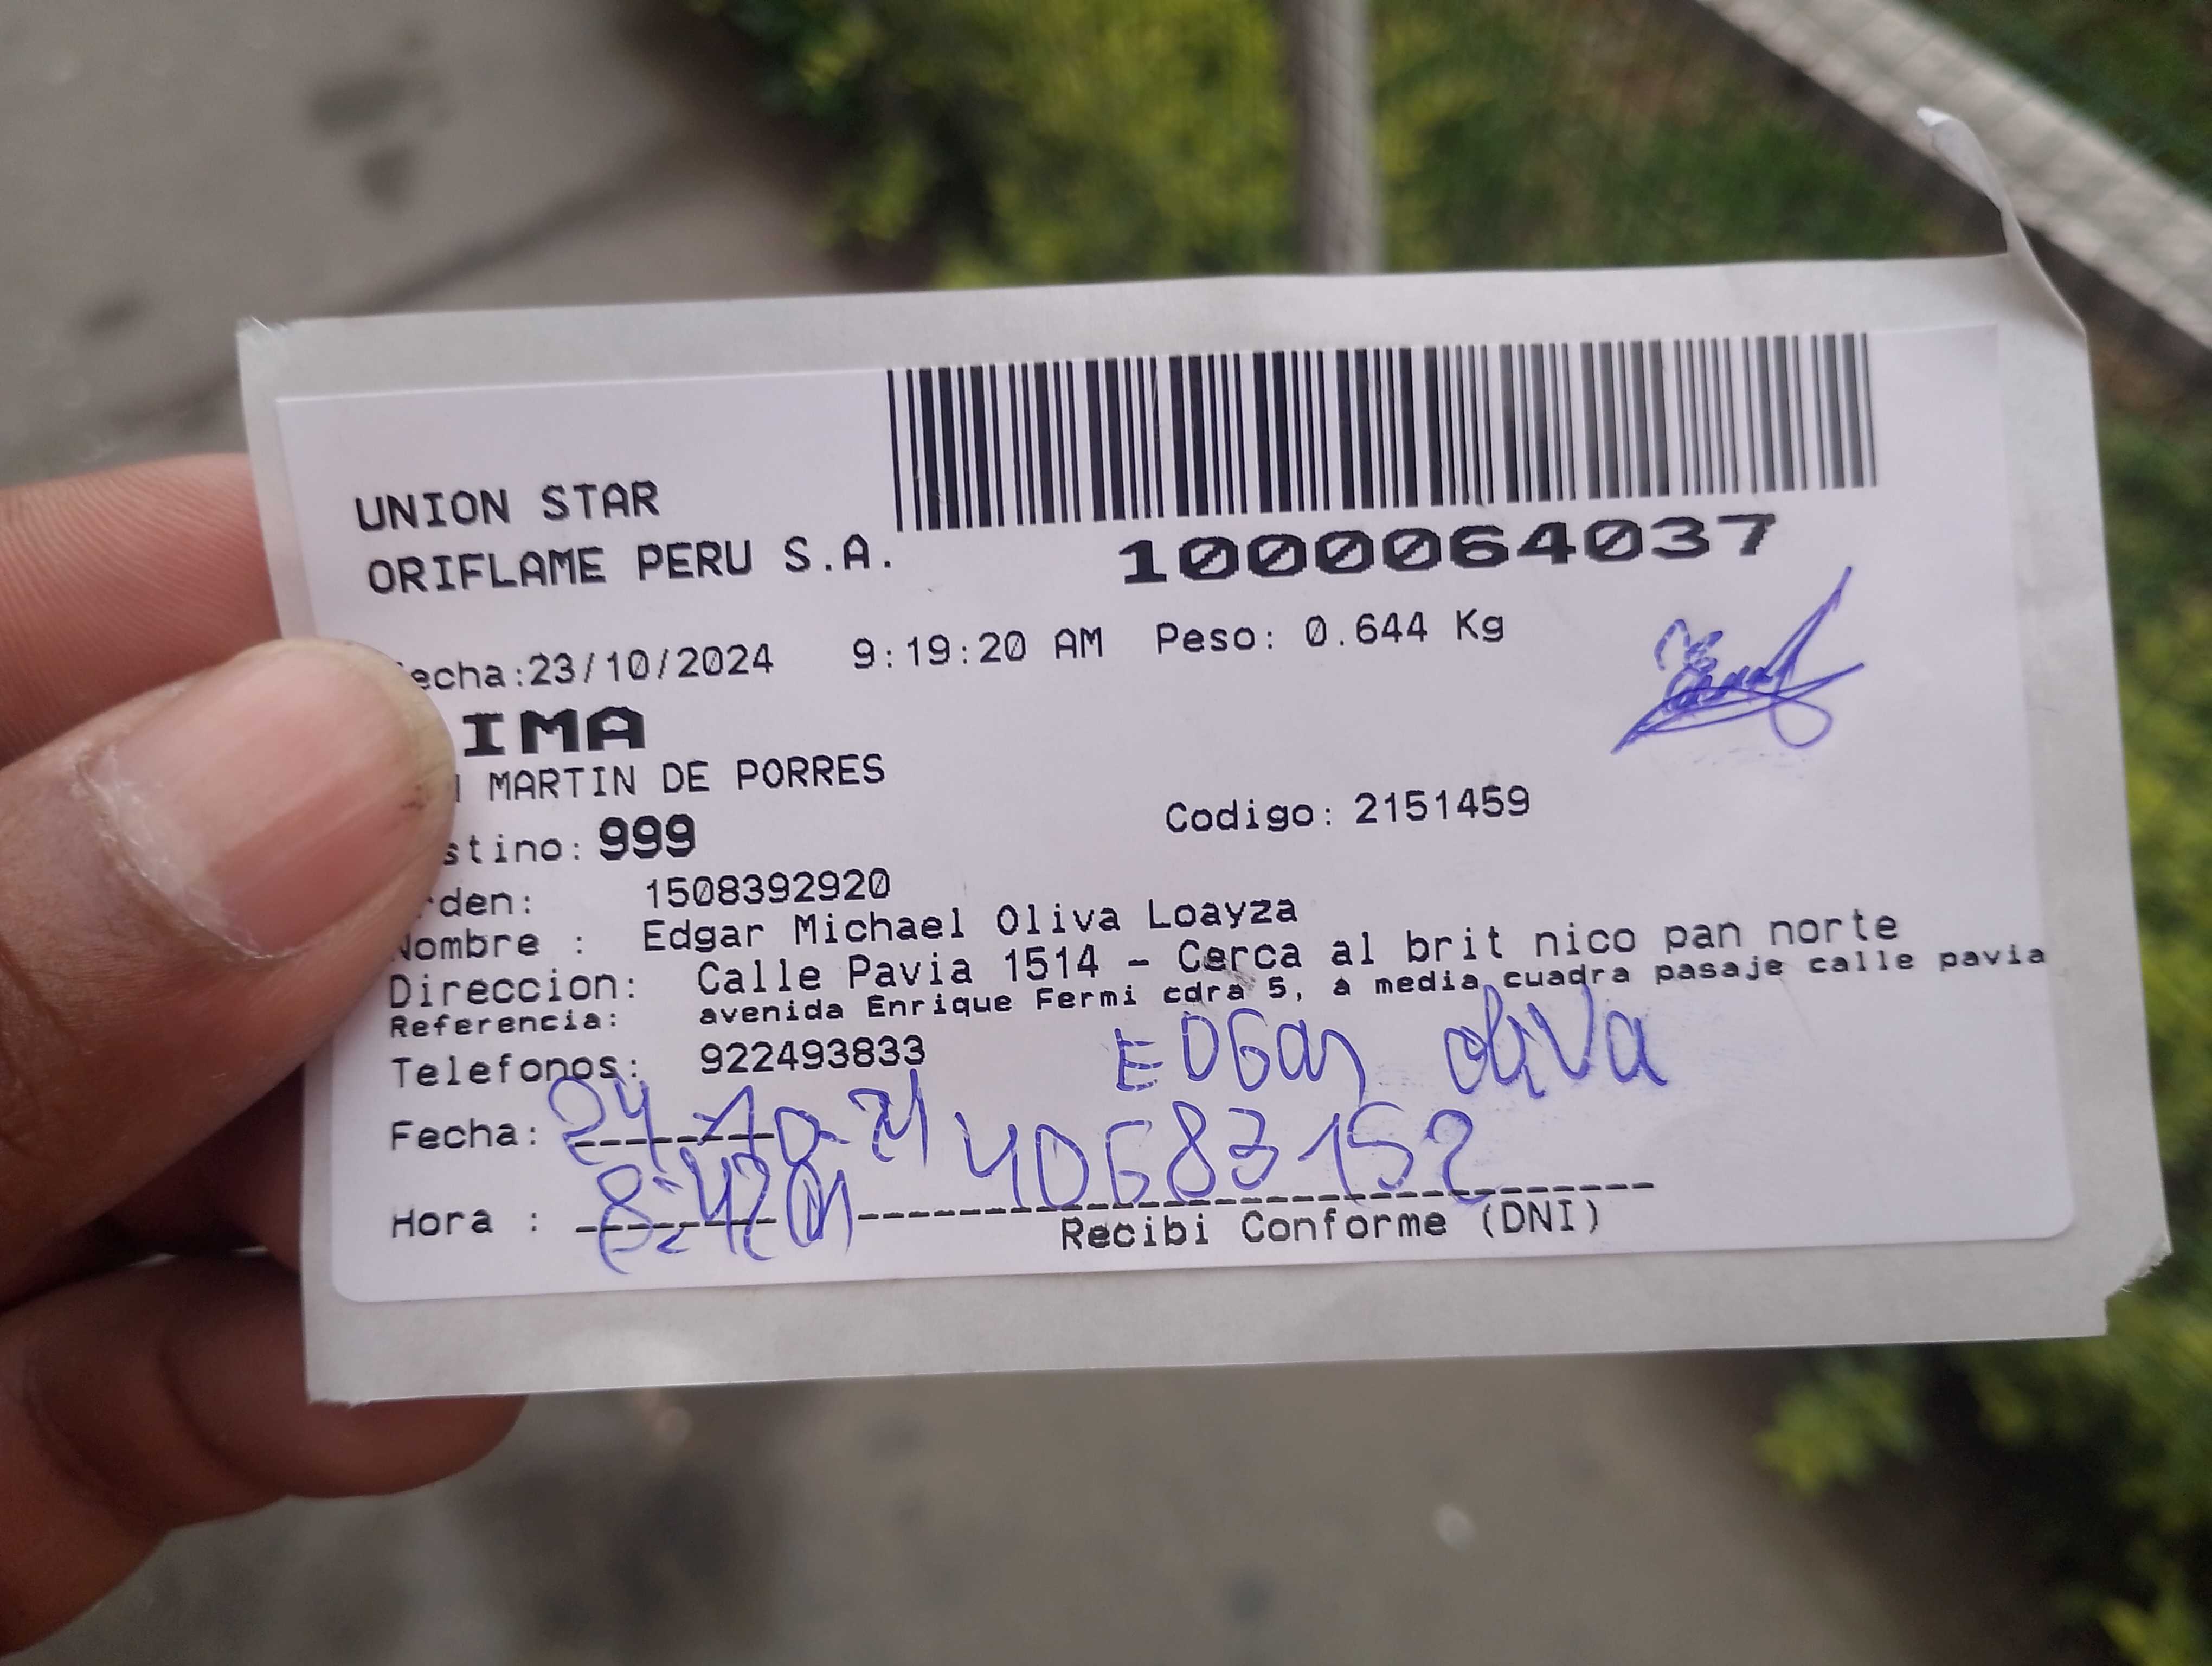 UNION STAR
ORIFLAME PERU S.A.
1000064037
echa:23/10/2024 9:19:20 AM Peso: 0.644 Kg
IMA
MARTIN DE PORRES
stino: 999 Codigo: 2151459
rden: 1508392920
Nombre : Edgar Michael Oliva Loayza
Direccion: Calle Pavia 1514 - Cerca al brit nico pan norte
Referencia: avenida Enrique Fermi cdra 5, a media cuadra pasaje calle pavia
Telefonos: 922493833 EDGar oliva
Fecha: 24-10-24 40683152
Hora : 8:42am
Recibi Conforme (DNI)